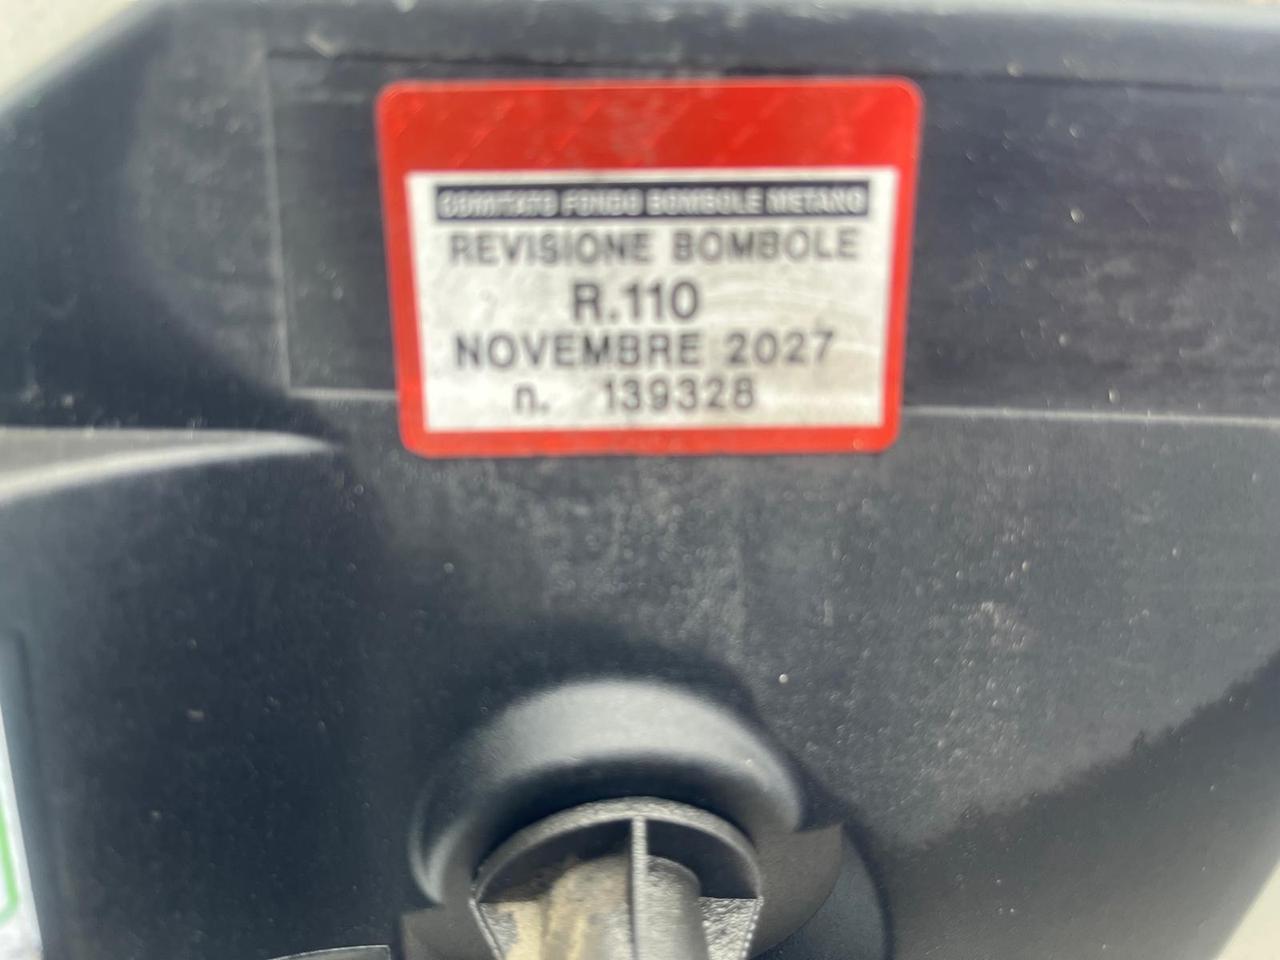 COMITATO FONDO BOMBOLE METANO
REVISIONE BOMBOLE
R.110
NOVEMBRE 2027
n. 139328